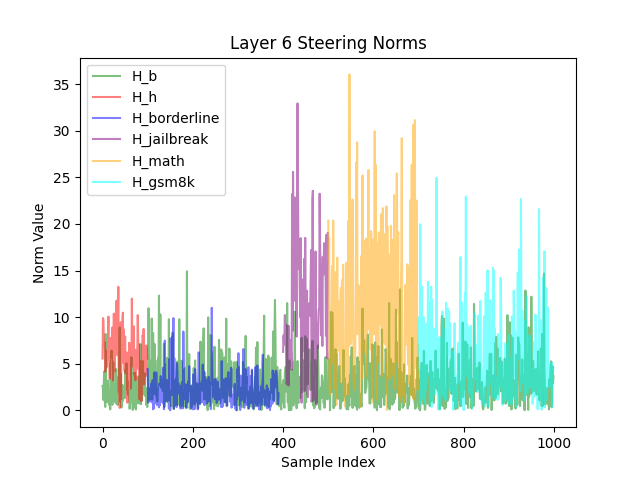 Layer 6 Steering Norms
H_b
H_h
H_borderline
H_jailbreak
H_math
H_gsm8k
Norm Value
35
30
25
20
15
10
5
0
0 200 400 600 800 1000
Sample Index